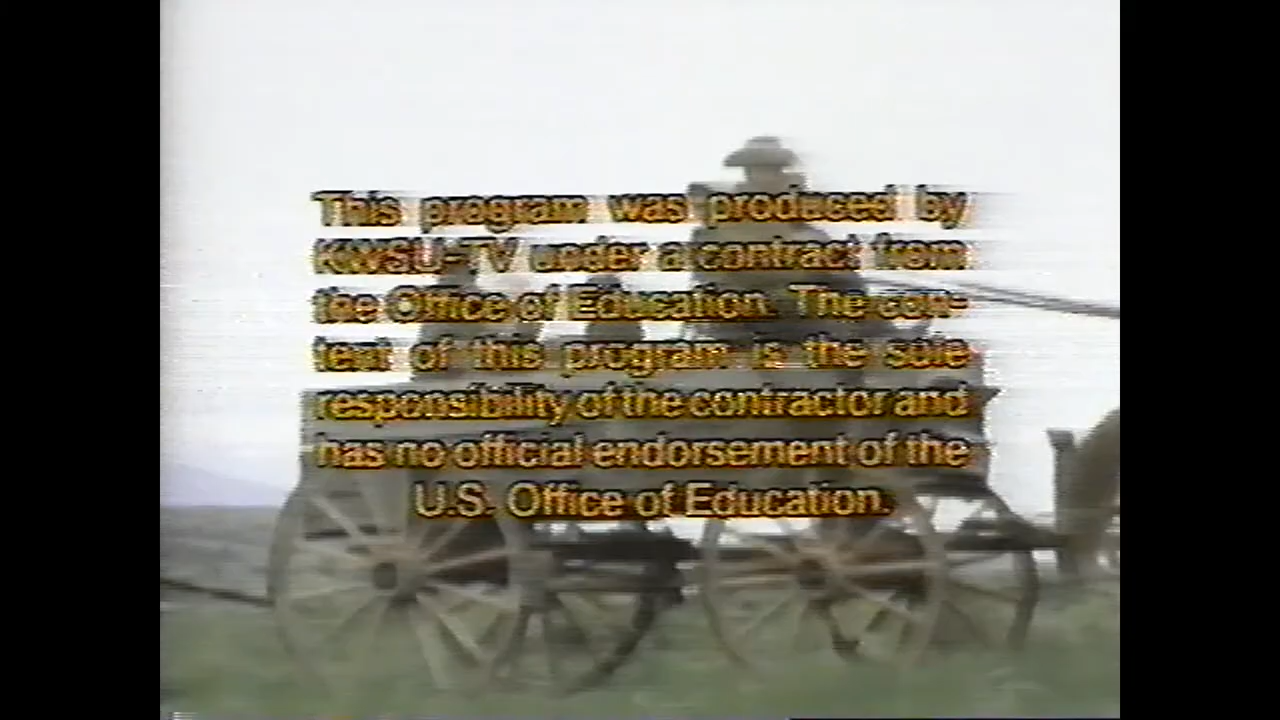 This program was produced by
KWSU-TV under a contract from
the Office of Education. The con-
tent of this program is the sole
responsibility of the contractor and
has no official endorsement of the
U.S. Office of Education.